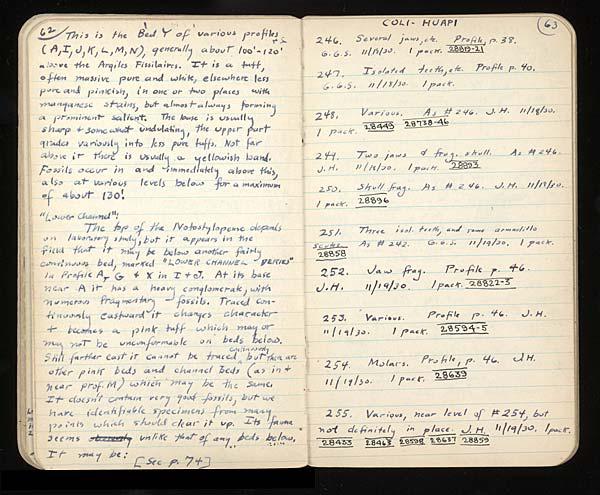 62
This is the Bed Y of various profiles
(A, I, J, K, L, M, N), generally about 100'-120'
above the Argiles Fissilaires. It is a tuff,
often massive pure and white, elsewhere less
pure and pinkish, in one or two places with
manganese stains, but almost always forming
a prominent salient. The base is usually
sharp & somewhat undulating, the upper part
grades variously into less pure tuffs. Not far
above it there is usually a yellowish band.
Fossils occur in and immediately above this,
also at various levels below for a maximum
of about 130'.
"Lower Channel":
The top of the Notostylopense depends
on laboratory study, but it appears in the
field that it may be below another fairly
continuous bed, marked "LOWER CHANNEL SERIES"
in Profile A, G & X in I & J. At its base
near A it has a heavy conglomerate, with
numerous fragmentary fossils. Traced con-
tinuously eastward it changes character
& becomes a pink tuff which may or
may not be unconformable on beds below.
Still farther east it cannot be traced continuously, but there are
other pink beds and channel beds (as in &
near prof. M) which may be the same.
It doesn't contain very good fossils, but we
have identifiable specimens from many
points which should clear it up. Its fauna
seems unlike that of any beds below.
It may be:
[See p. 74]
COLI-HUAPI
63
246. Several jaws, etc. Profile, p. 38.
G.G.S. 11/18/30. 1 pack. 28819-21
247. Isolated teeth, etc. Profile p. 40.
G.G.S. 11/18/30. 1 pack.
248. Various. As #246. J.H. 11/19/30.
1 pack. 28449 28738-46
249. Two jaws & frag. skull. As #246.
J.H. 11/19/30. 1 pack. 28893
250. Skull frag. As #246. J.H. 11/19/30.
1 pack. 28896
251. Three isol. teeth, and some armadillo
scutes. As #242. G.G.S. 11/19/30. 1 pack.
28858
252. Jaw frag. Profile p. 46.
J.H. 11/19/30. 1 pack. 28822-3
253. Various. Profile p. 46. J.H.
11/19/30. 1 pack. 28594-5
254. Molars. Profile, p. 46. J.H.
11/19/30. 1 pack. 28639
255. Various, near level of #254, but
not definitely in place. J.H. 11/19/30. 1 pack.
28433 28463 28598 28637 28859